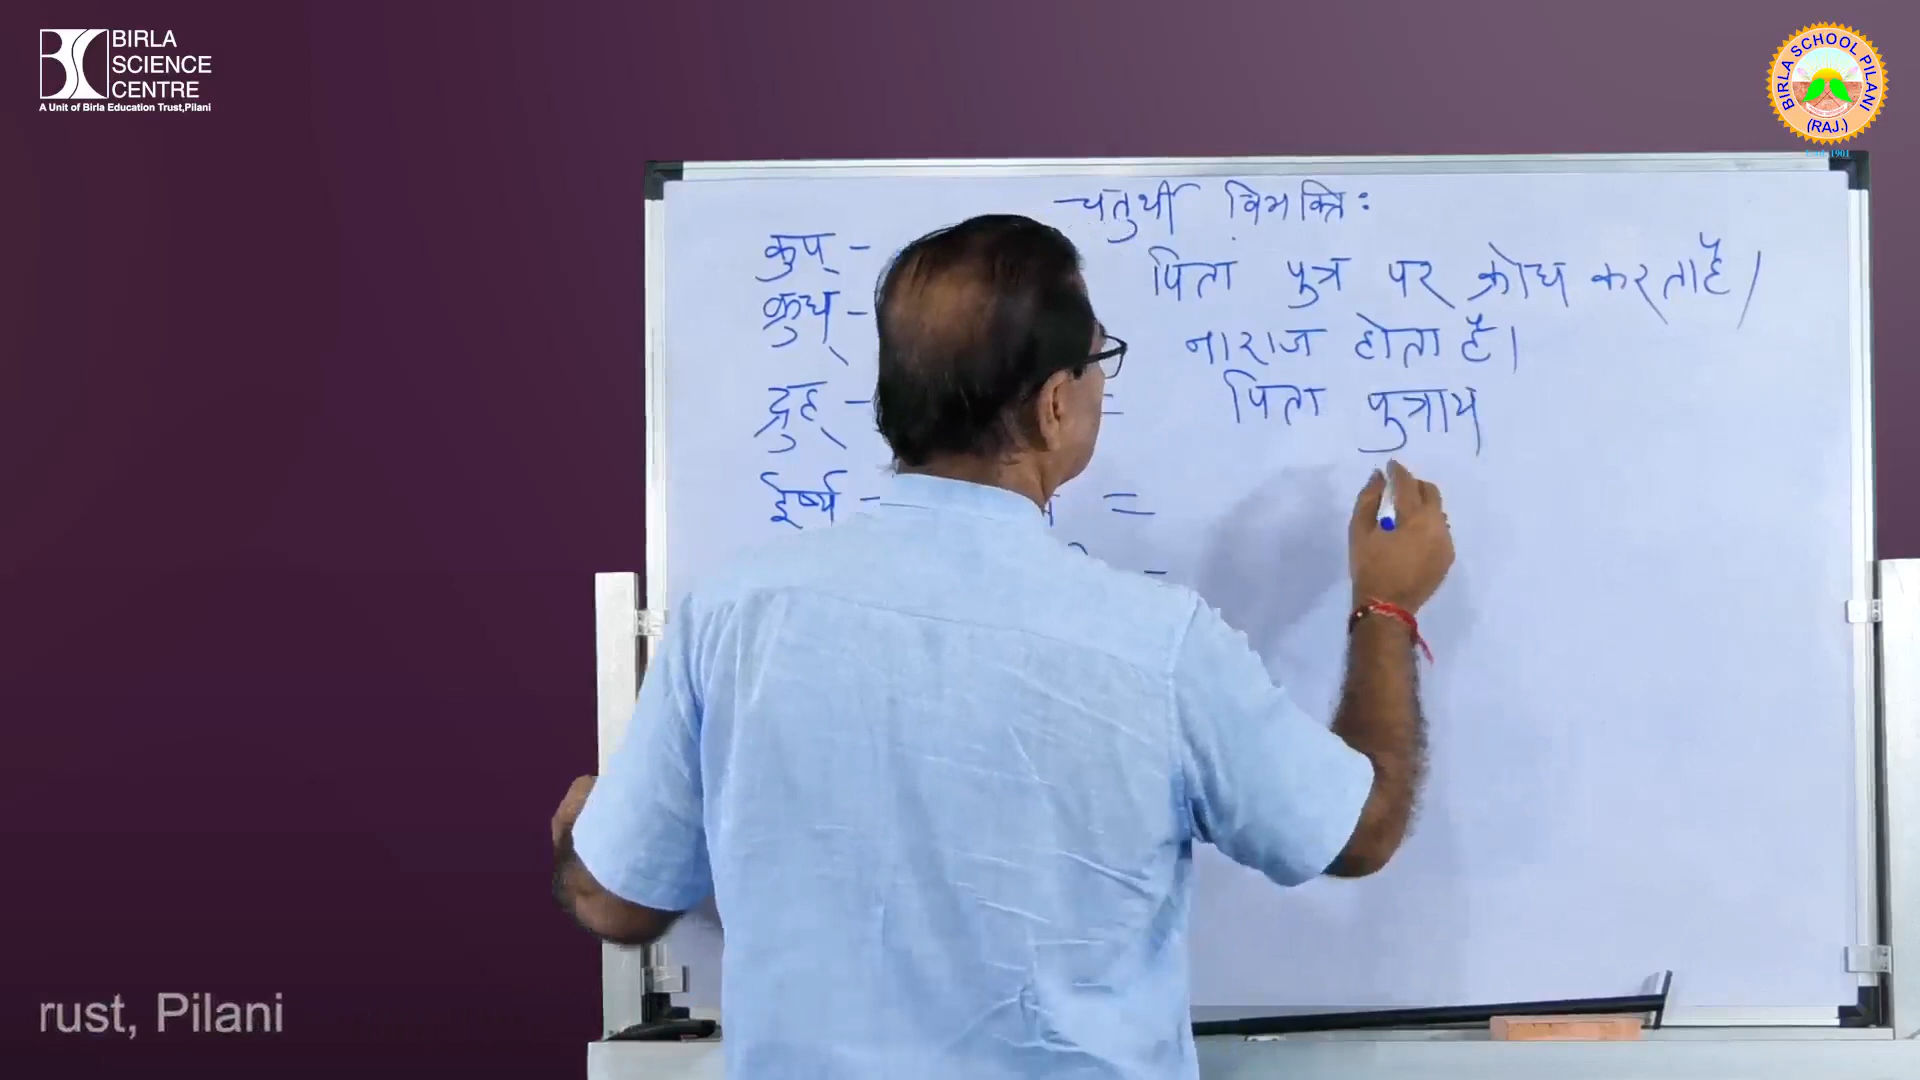 BIRLA
SCIENCE
CENTRE
A Unit of Birla Education Trust,Pilani
BIRLA SCHOOL PILANI
(RAJ.)
1901
चतुर्थी विभक्तिः
कुप् -
क्रुध् -
द्रुह् - =
ईर्ष्य - =
पिता पुत्र पर क्रोध करता है।
नाराज होता है।
पिता पुत्राय
rust, Pilani